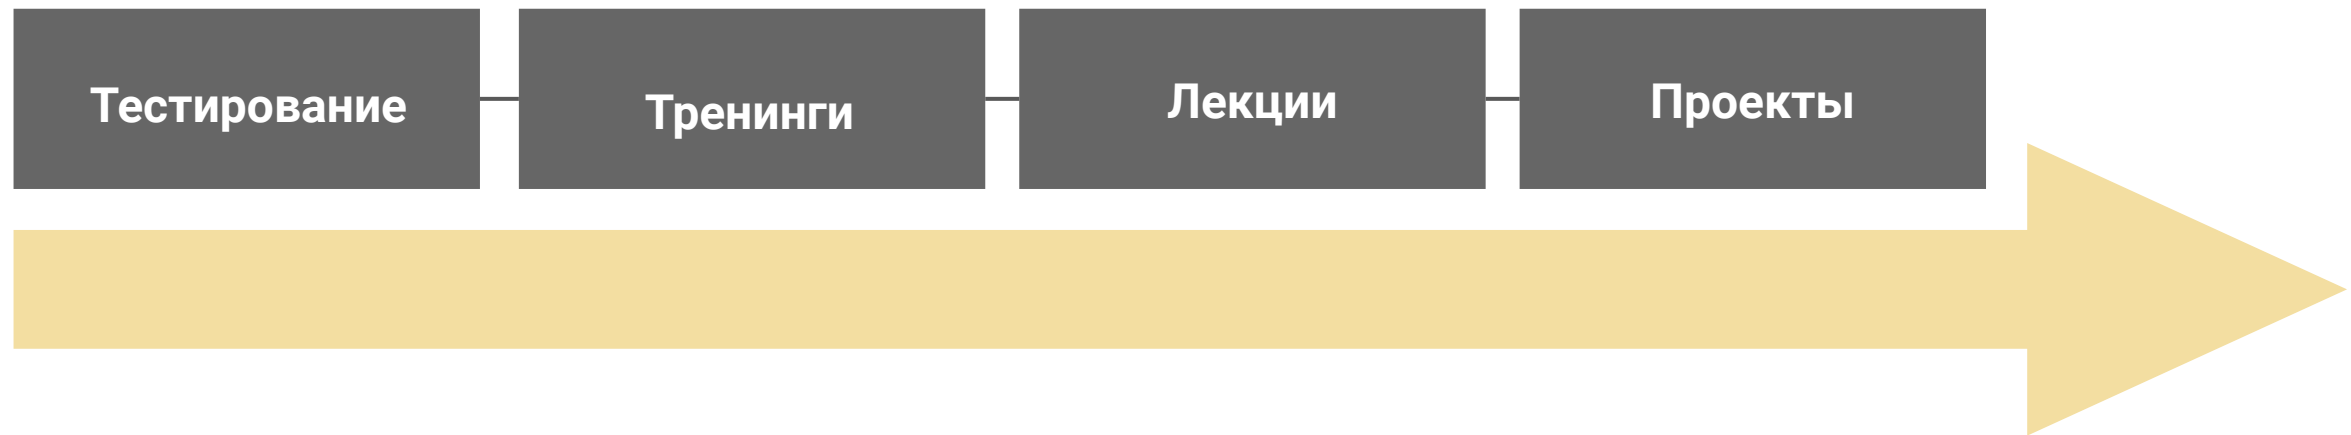 Тестирование
Тренинги
Лекции
Проекты